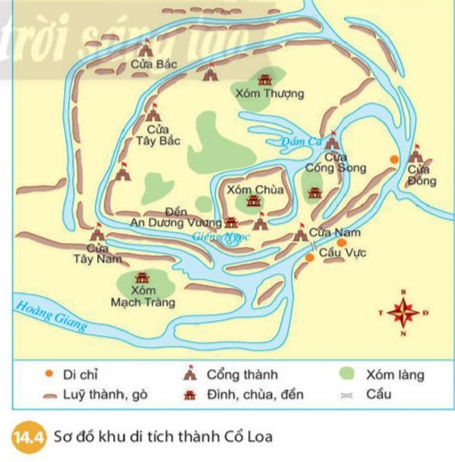 trời sáng tạo
Cửa Bắc
Xóm Thượng
Cửa
Tây Bắc
Đầm Cả
Cửa
Cống Song
Cửa
Đông
Xóm Chùa
Đền
An Dương Vương
Giếng Ngọc
Cửa Nam
Cầu Vực
Cửa
Tây Nam
Xóm
Mạch Tràng
Hoàng Giang
B
T
Đ
N
Di chỉ
Cổng thành
Xóm làng
Luỹ thành, gò
Đình, chùa, đền
Cầu
14.4 Sơ đồ khu di tích thành Cổ Loa